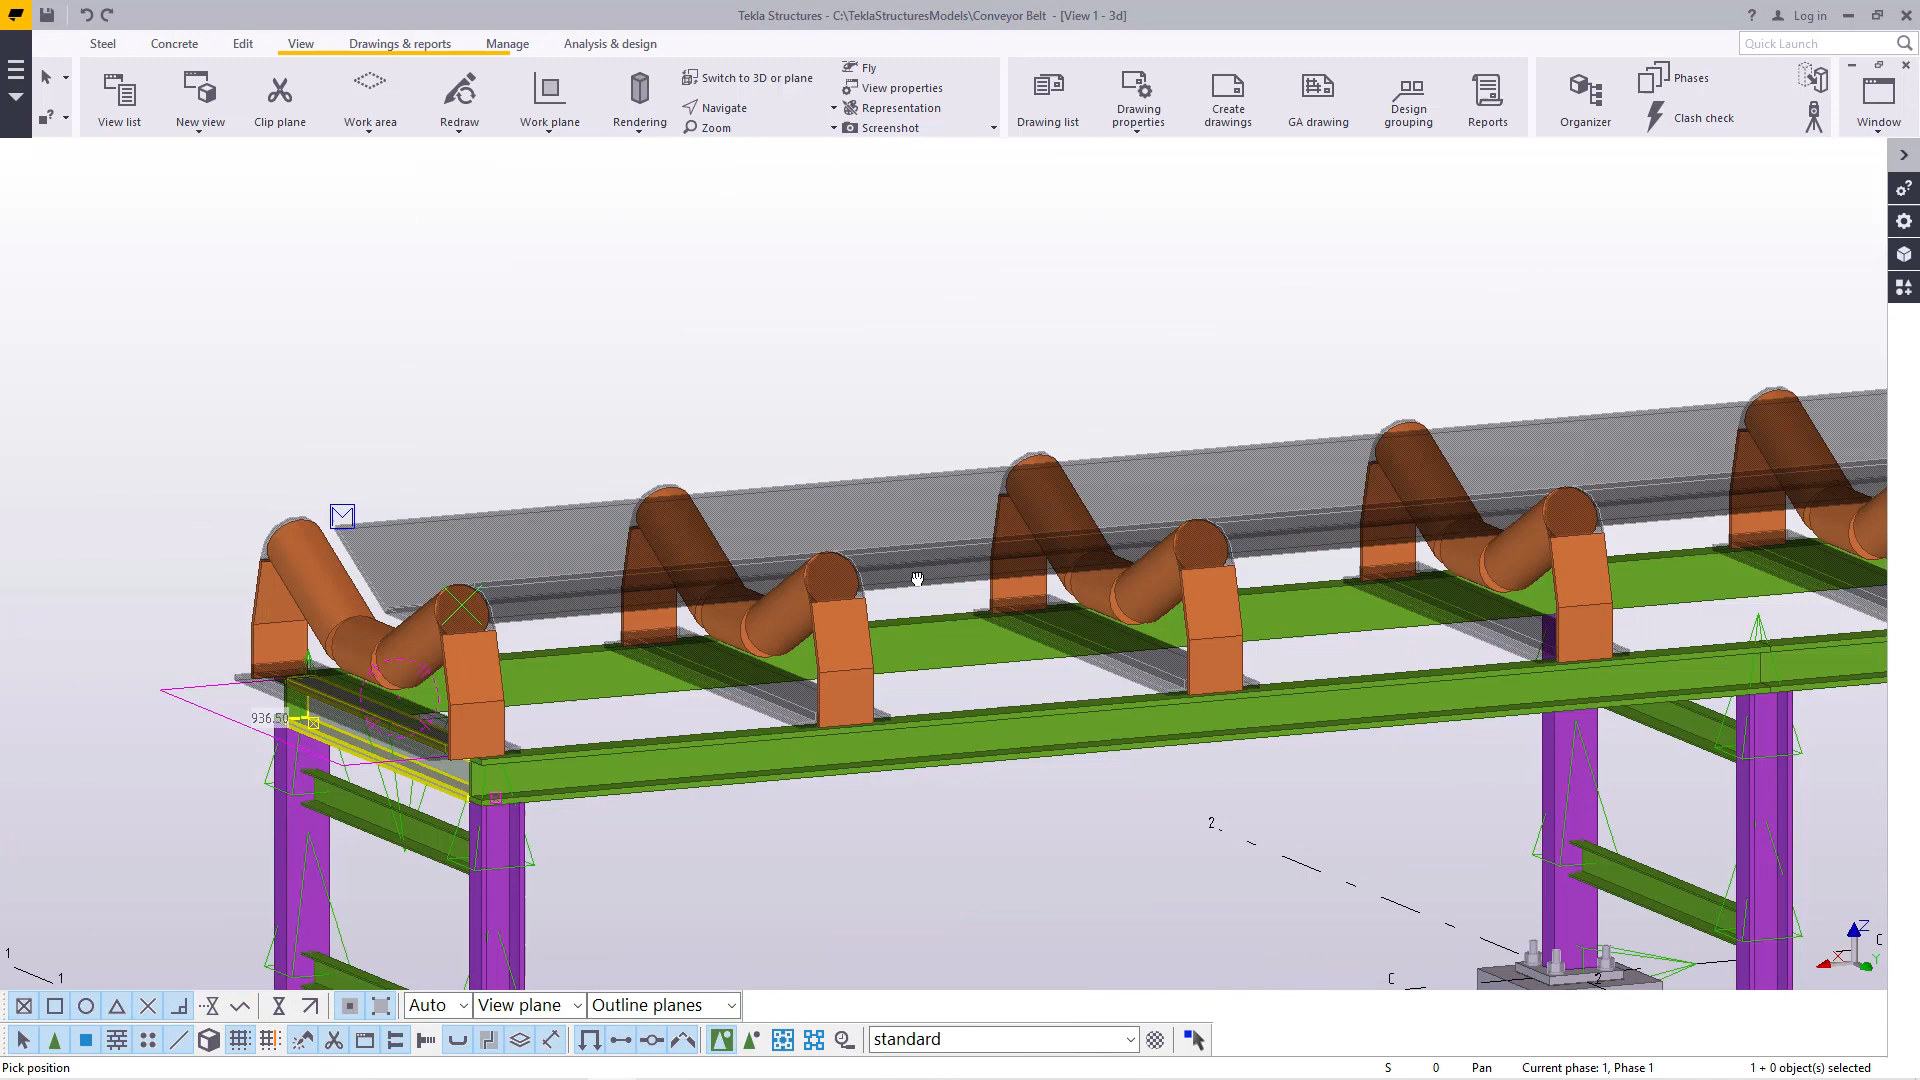 Tekla Structures - C:\TeklaStructuresModels\Conveyor Belt - [View 1 - 3d]
? Log in
Steel Concrete Edit View Drawings & reports Manage Analysis & design
Quick Launch
View list
New view
Clip plane
Work area
Redraw
Work plane
Rendering
Switch to 3D or plane
Navigate
Zoom
Fly
View properties
Representation
Screenshot
Drawing list
Drawing properties
Create drawings
GA drawing
Design grouping
Reports
Organizer
Phases
Clash check
Window
936.50
2
1
1
C
2
Z
C
X
Y
Auto
View plane
Outline planes
standard
Pick position
S
0
Pan
Current phase: 1, Phase 1
1 + 0 object(s) selected